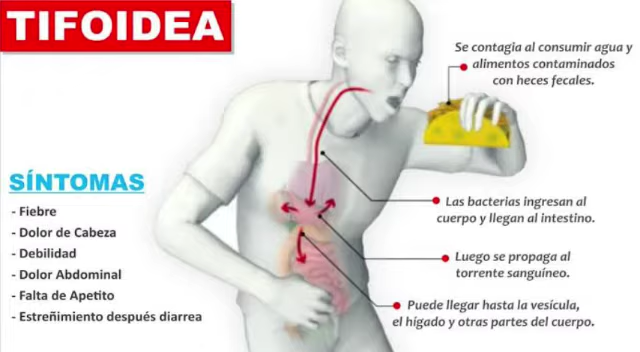 TIFOIDEA
Se contagia al consumir agua y
alimentos contaminados
con heces fecales.
SÍNTOMAS
- Fiebre
- Dolor de Cabeza
- Debilidad
- Dolor Abdominal
- Falta de Apetito
- Estreñimiento después diarrea
Las bacterias ingresan al
cuerpo y llegan al intestino.
Luego se propaga al
torrente sanguíneo.
Puede llegar hasta la vesícula,
el hígado y otras partes del cuerpo.